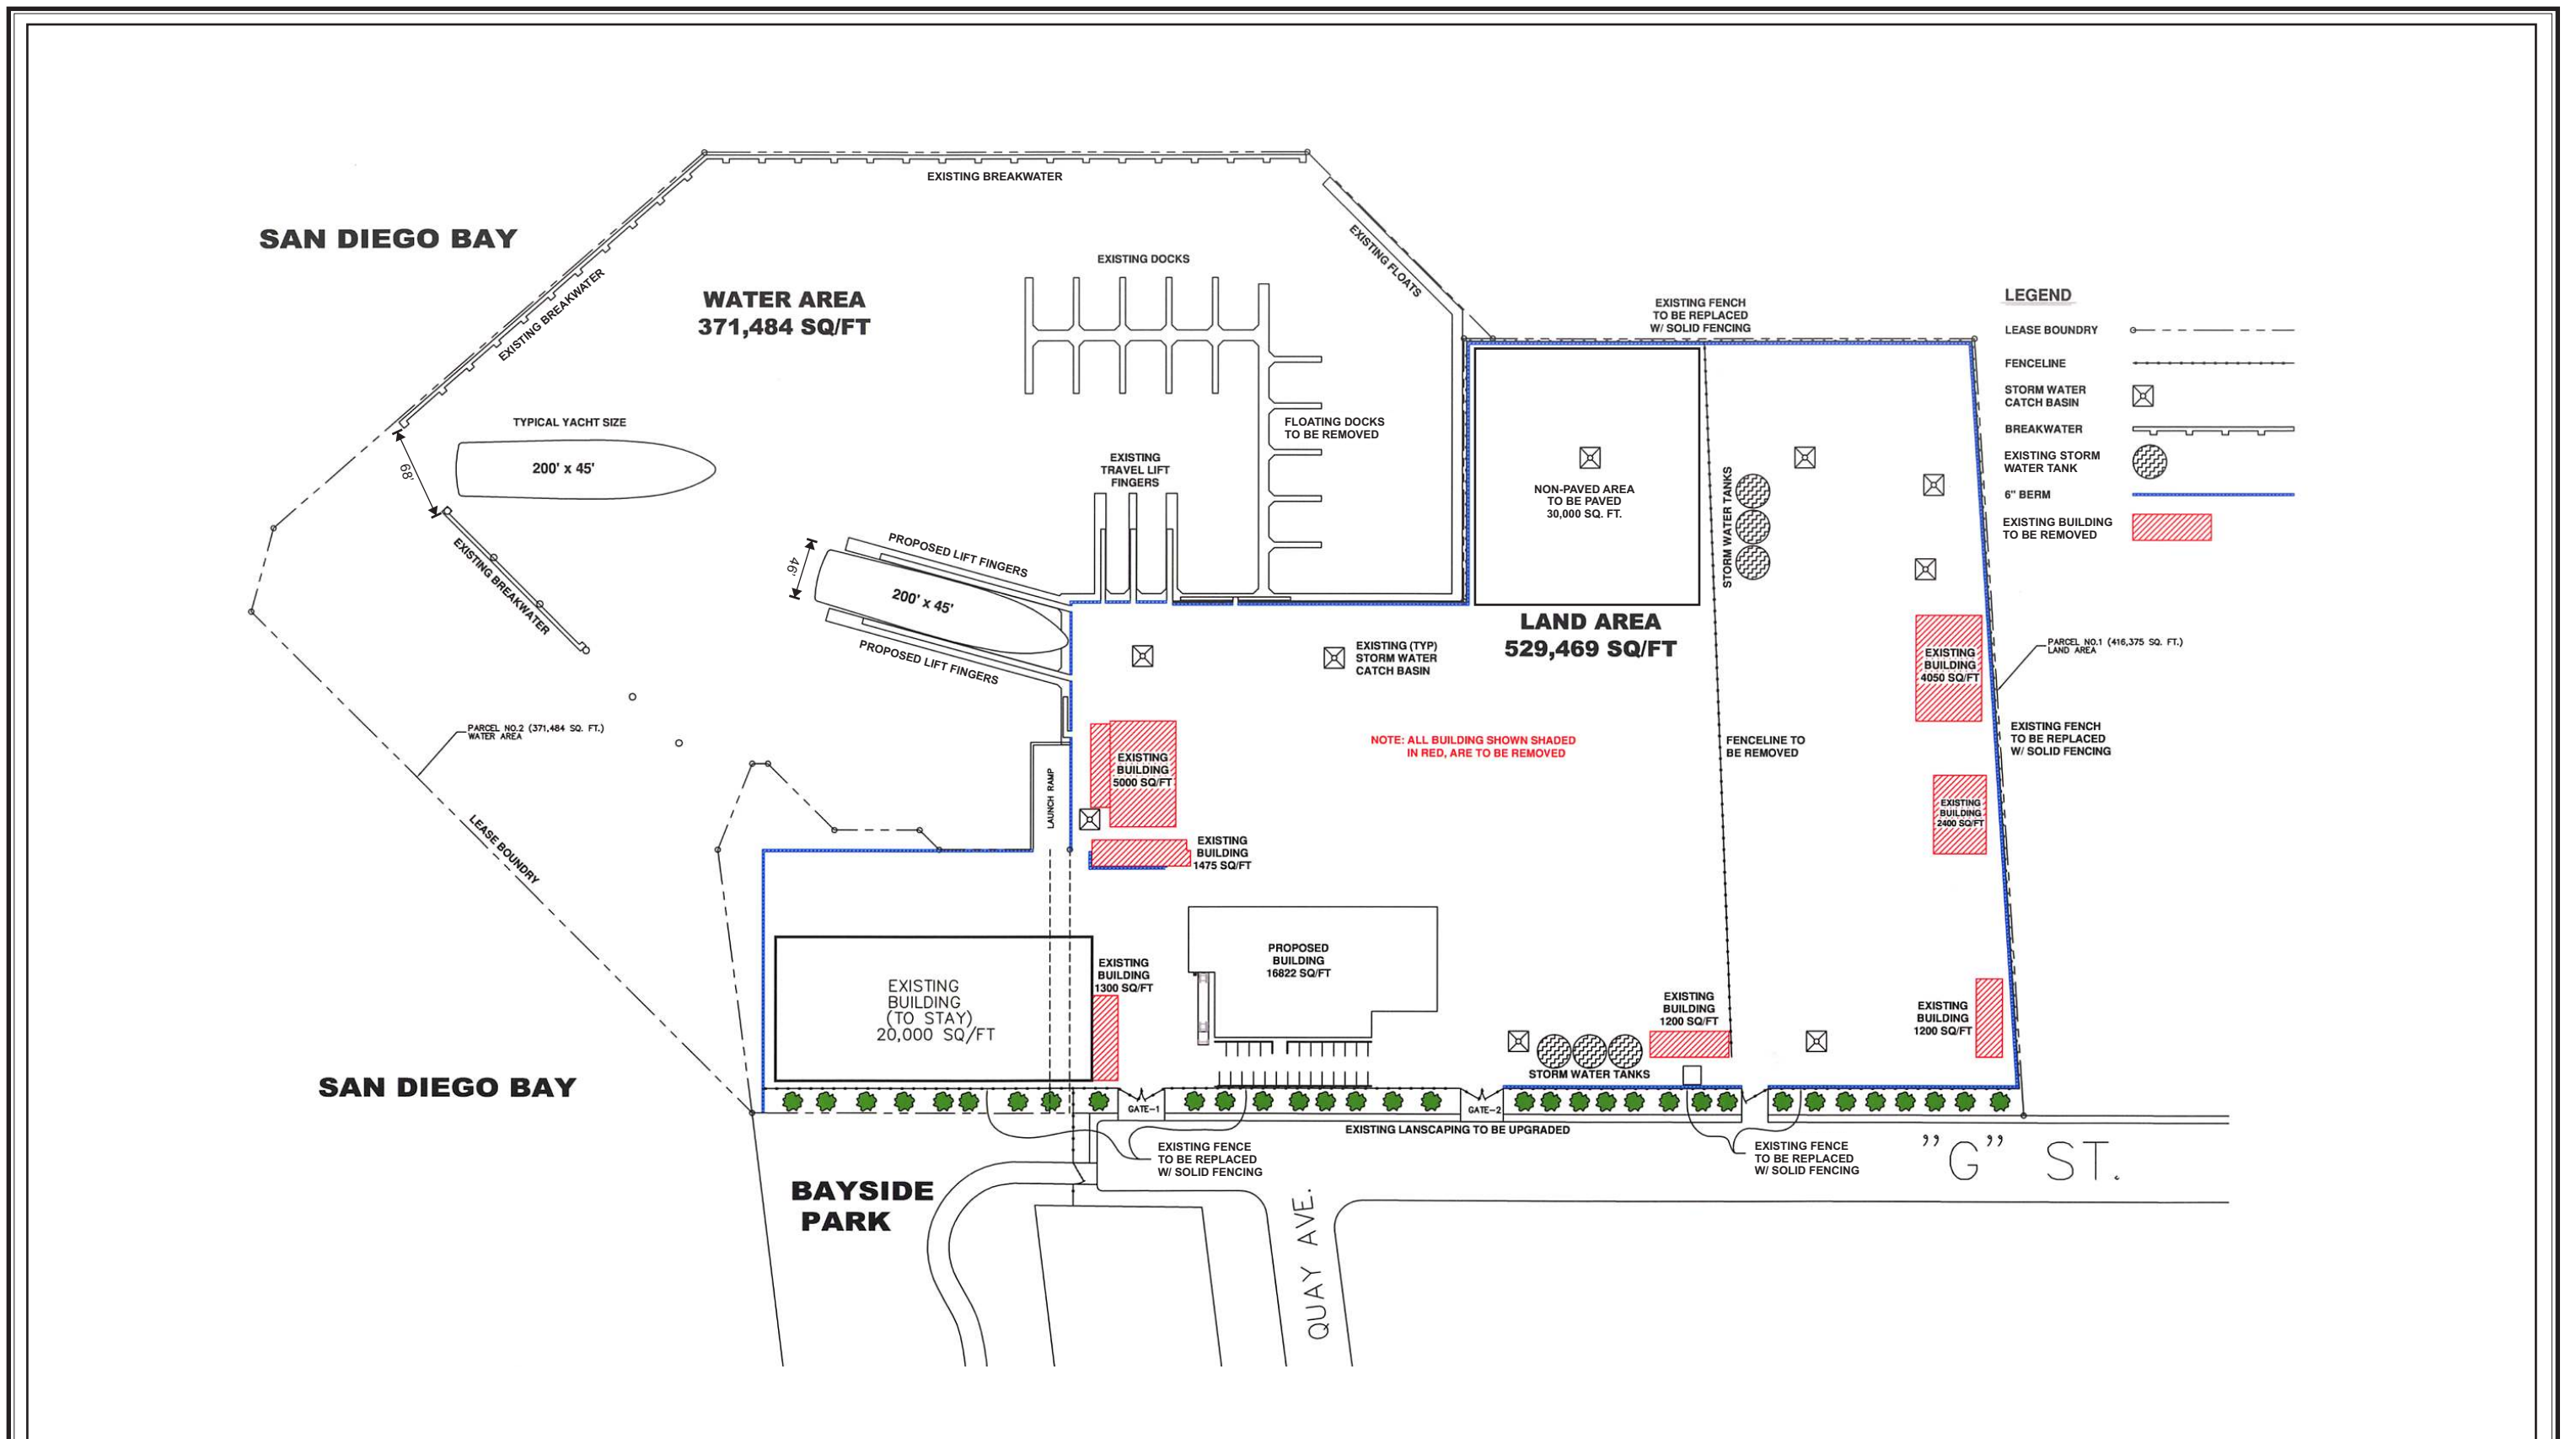 EXISTING BREAKWATER
SAN DIEGO BAY
EXISTING BREAKWATER
WATER AREA
371,484 SQ/FT
EXISTING DOCKS
EXISTING FLOATS
EXISTING FENCH
TO BE REPLACED
W/ SOLID FENCING
LEGEND
LEASE BOUNDRY
FENCELINE
STORM WATER
CATCH BASIN
BREAKWATER
EXISTING STORM
WATER TANK
6" BERM
EXISTING BUILDING
TO BE REMOVED
TYPICAL YACHT SIZE
200' x 45'
68'
EXISTING BREAKWATER
FLOATING DOCKS
TO BE REMOVED
EXISTING
TRAVEL LIFT
FINGERS
NON-PAVED AREA
TO BE PAVED
30,000 SQ. FT.
STORM WATER TANKS
PROPOSED LIFT FINGERS
46'
200' x 45'
PROPOSED LIFT FINGERS
LAND AREA
529,469 SQ/FT
EXISTING (TYP)
STORM WATER
CATCH BASIN
EXISTING
BUILDING
4050 SQ/FT
PARCEL NO.1 (416,375 SQ. FT.)
LAND AREA
PARCEL NO.2 (371,484 SQ. FT.)
WATER AREA
NOTE: ALL BUILDING SHOWN SHADED
IN RED, ARE TO BE REMOVED
FENCELINE TO
BE REMOVED
EXISTING FENCH
TO BE REPLACED
W/ SOLID FENCING
EXISTING
BUILDING
5000 SQ/FT
LAUNCH RAMP
EXISTING
BUILDING
2400 SQ/FT
LEASE BOUNDRY
EXISTING
BUILDING
1475 SQ/FT
PROPOSED
BUILDING
16822 SQ/FT
EXISTING
BUILDING
1300 SQ/FT
EXISTING
BUILDING
(TO STAY)
20,000 SQ/FT
EXISTING
BUILDING
1200 SQ/FT
EXISTING
BUILDING
1200 SQ/FT
STORM WATER TANKS
SAN DIEGO BAY
GATE-1
GATE-2
EXISTING LANSCAPING TO BE UPGRADED
EXISTING FENCE
TO BE REPLACED
W/ SOLID FENCING
EXISTING FENCE
TO BE REPLACED
W/ SOLID FENCING
"G" ST.
BAYSIDE
PARK
QUAY AVE.